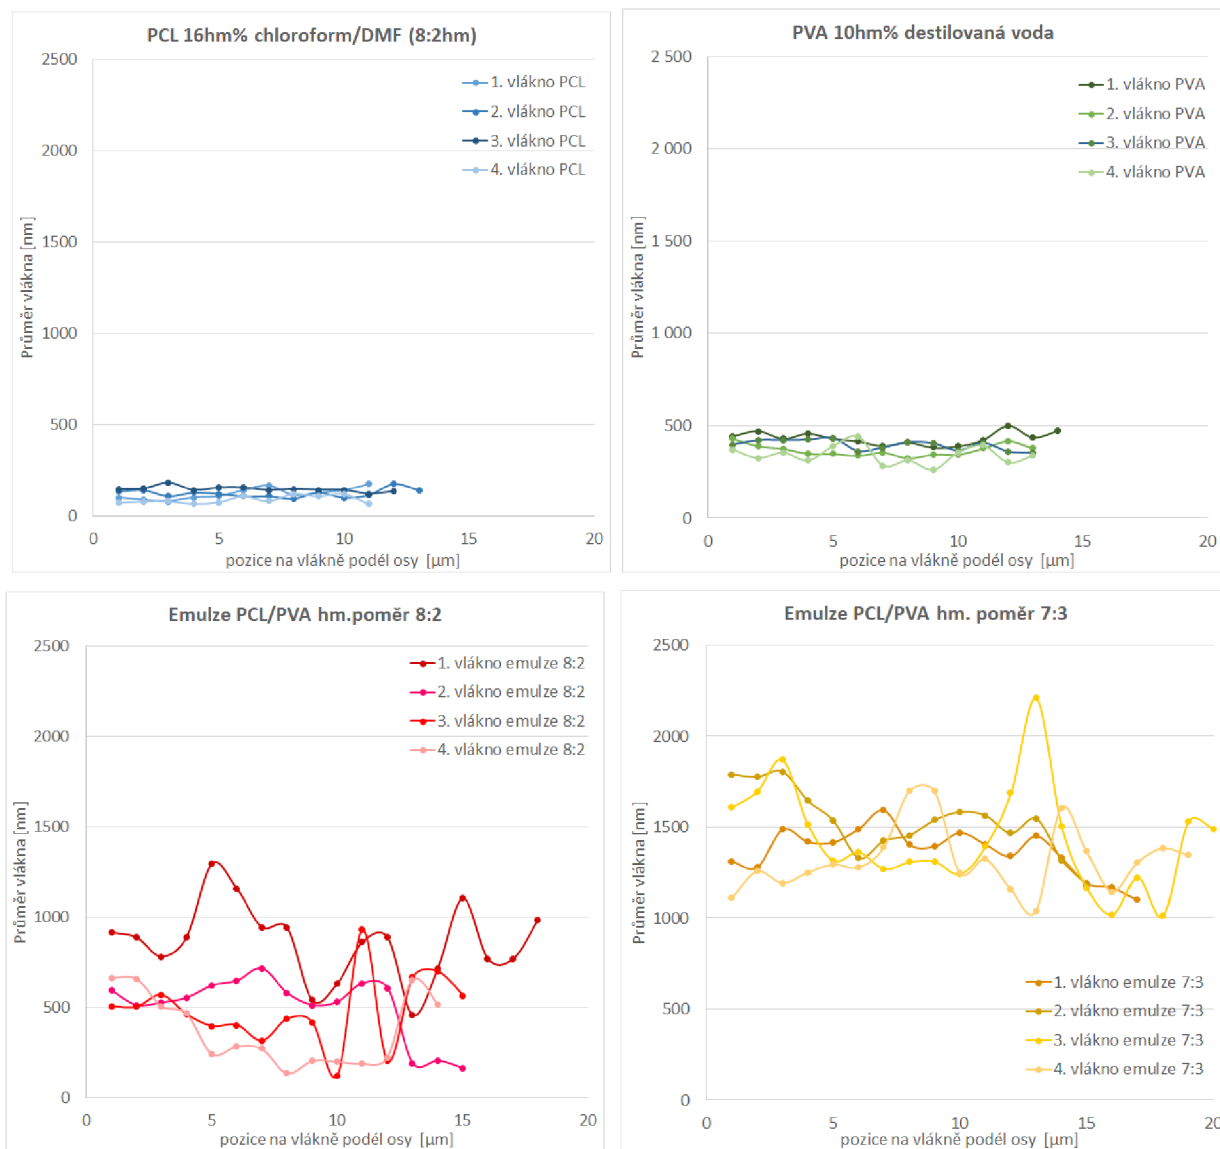 PCL 16hm% chloroform/DMF (8:2hm)
2500
2000
1500
1000
500
0
0 5 10 15 20
Průměr vlákna [nm]
pozice na vlákně podél osy [µm]
1. vlákno PCL
2. vlákno PCL
3. vlákno PCL
4. vlákno PCL
PVA 10hm% destilovaná voda
2 500
2 000
1 500
1 000
500
0
0 5 10 15 20
Průměr vlákna [nm]
pozice na vlákně podél osy [µm]
1. vlákno PVA
2. vlákno PVA
3. vlákno PVA
4. vlákno PVA
Emulze PCL/PVA hm.poměr 8:2
2500
2000
1500
1000
500
0
0 5 10 15 20
Průměr vlákna [nm]
pozice na vlákně podél osy [µm]
1. vlákno emulze 8:2
2. vlákno emulze 8:2
3. vlákno emulze 8:2
4. vlákno emulze 8:2
Emulze PCL/PVA hm. poměr 7:3
2500
2000
1500
1000
500
0
0 5 10 15 20
Průměr vlákna [nm]
pozice na vlákně podél osy [µm]
1. vlákno emulze 7:3
2. vlákno emulze 7:3
3. vlákno emulze 7:3
4. vlákno emulze 7:3